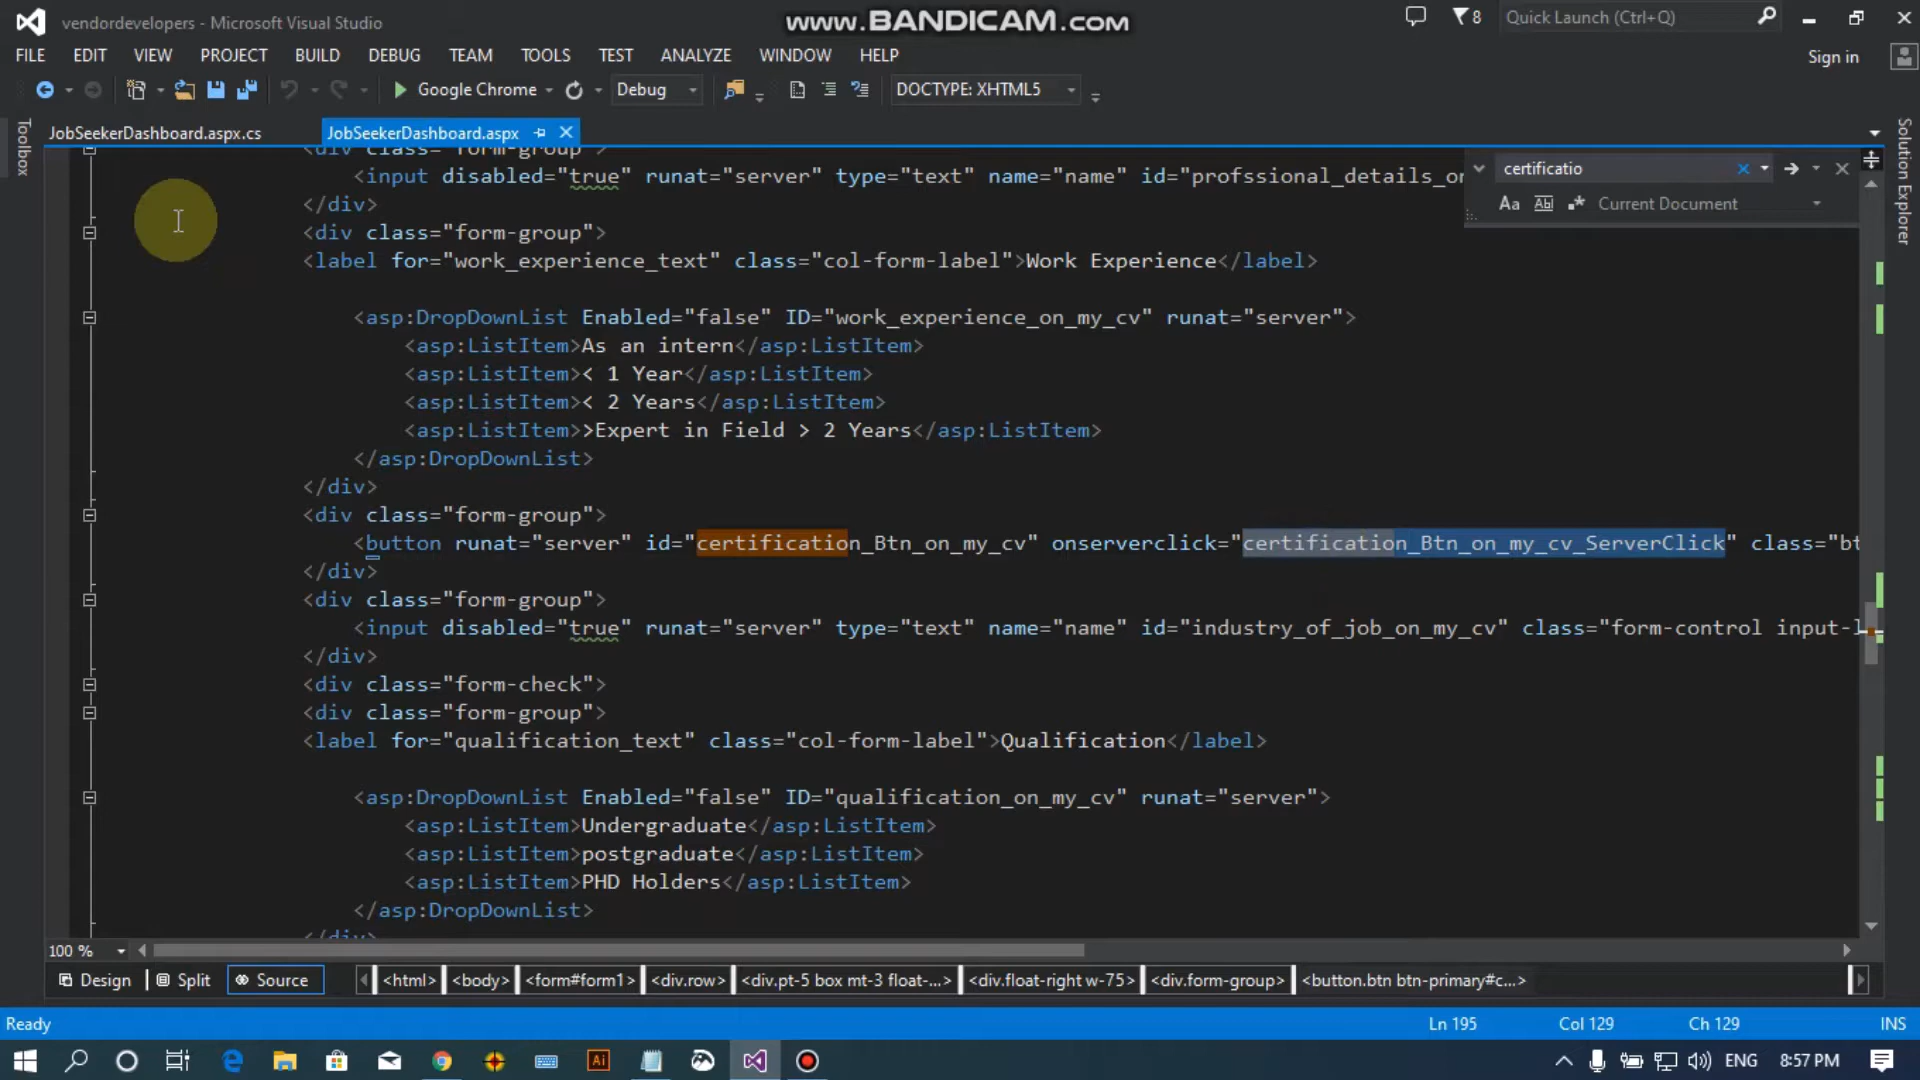 vendordevelopers - Microsoft Visual Studio
www.BANDICAM.com
8
Quick Launch (Ctrl+Q)
FILE EDIT VIEW PROJECT BUILD DEBUG TEAM TOOLS TEST ANALYZE WINDOW HELP
Sign in
Google Chrome Debug DOCTYPE: XHTML5
Toolbox
JobSeekerDashboard.aspx.cs JobSeekerDashboard.aspx
Solution Explorer
certificatio
Aa Ab Current Document
<div class="form-group">
<input disabled="true" runat="server" type="text" name="name" id="profssional_details_on
</div>
<div class="form-group">
<label for="work_experience_text" class="col-form-label">Work Experience</label>
<asp:DropDownList Enabled="false" ID="work_experience_on_my_cv" runat="server">
<asp:ListItem>As an intern</asp:ListItem>
<asp:ListItem>< 1 Year</asp:ListItem>
<asp:ListItem>< 2 Years</asp:ListItem>
<asp:ListItem>>Expert in Field > 2 Years</asp:ListItem>
</asp:DropDownList>
</div>
<div class="form-group">
<button runat="server" id="certification_Btn_on_my_cv" onserverclick="certification_Btn_on_my_cv_ServerClick" class="bt
</div>
<div class="form-group">
<input disabled="true" runat="server" type="text" name="name" id="industry_of_job_on_my_cv" class="form-control input-l
</div>
<div class="form-check">
<div class="form-group">
<label for="qualification_text" class="col-form-label">Qualification</label>
<asp:DropDownList Enabled="false" ID="qualification_on_my_cv" runat="server">
<asp:ListItem>Undergraduate</asp:ListItem>
<asp:ListItem>postgraduate</asp:ListItem>
<asp:ListItem>PHD Holders</asp:ListItem>
</asp:DropDownList>
</div>
100 %
Design Split Source <html> <body> <form#form1> <div.row> <div.pt-5 box mt-3 float-...> <div.float-right w-75> <div.form-group> <button.btn btn-primary#c...>
Ready Ln 195 Col 129 Ch 129 INS
Ai
ENG 8:57 PM